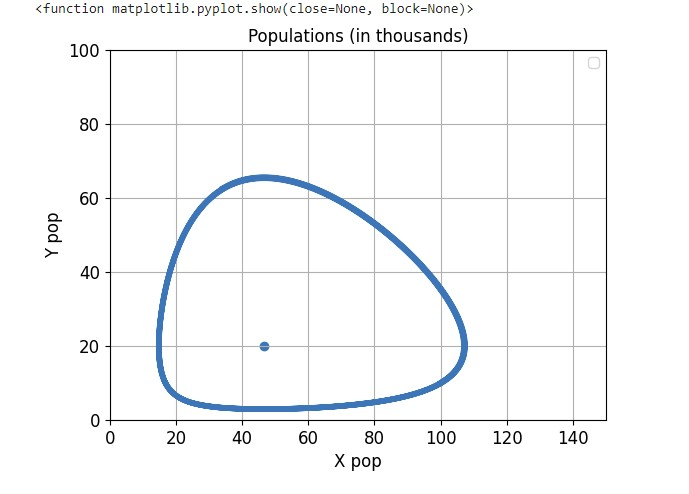 <function matplotlib.pyplot.show(close=None, block=None)>
Populations (in thousands)
100
80
60
40
20
0
Y pop
0 20 40 60 80 100 120 140
X pop